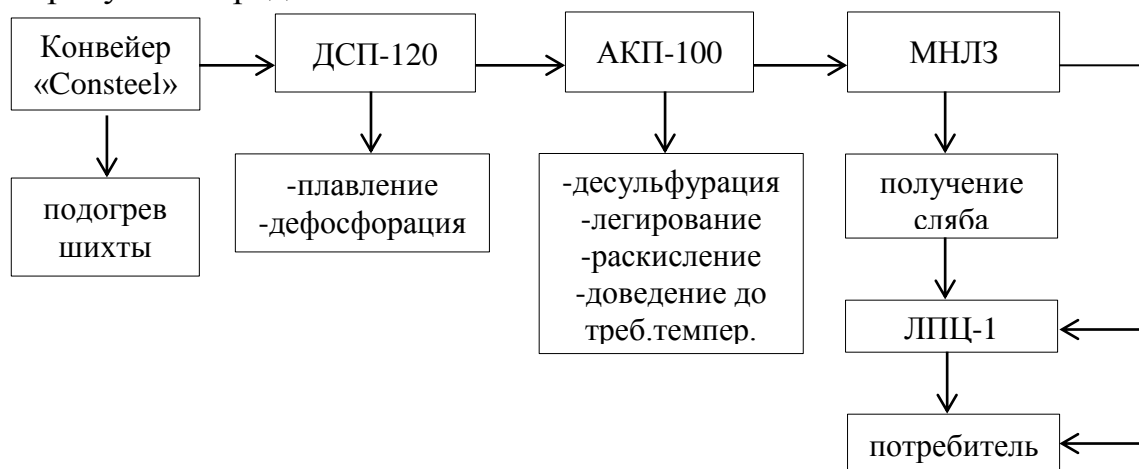 Конвейер
«Consteel»
ДСП-120
АКП-100
МНЛЗ
подогрев
шихты
-плавление
-дефосфорация
-десульфурация
-легирование
-раскисление
-доведение до
треб.темпер.
получение
сляба
ЛПЦ-1
потребитель